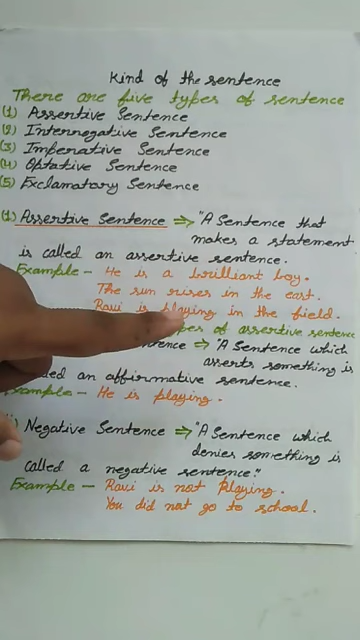 Kind of the sentence
There are five types of sentence
(1) Assertive Sentence
(2) Interrnegative Sentence
(3) Imperative Sentence
(4) Optative Sentence
(5) Exclamatory Sentence
(1) Assertive Sentence ⇒ "A Sentence that
makes a statement
is called an assertive sentence.
Example - He is a brilliant boy.
The sun rises in the east.
Ravi is playing in the field.
of assertive sentence
⇒ "A Sentence which
asserts something is
an affirmative sentence.
Example - He is playing.
Negative Sentence ⇒ "A Sentence which
denies something is
called a negative sentence."
Example - Ravi is not Playing.
You did not go to school.